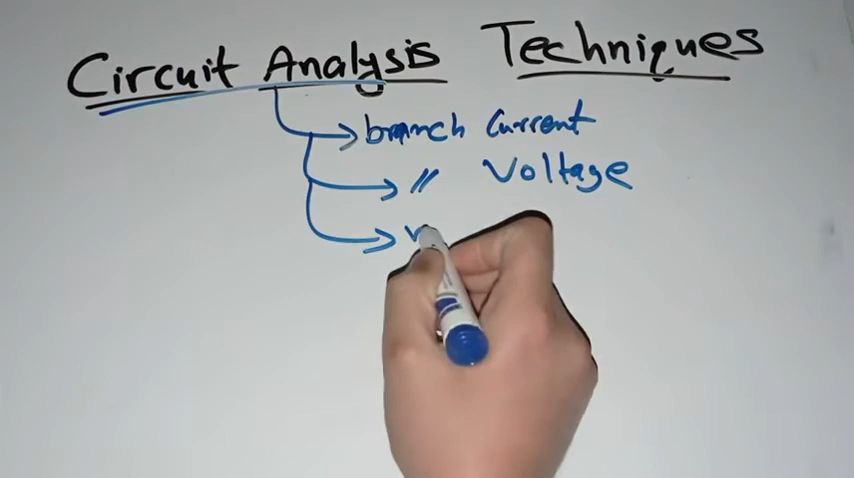 Circuit Analysis Techniques
branch Current
〃 Voltage